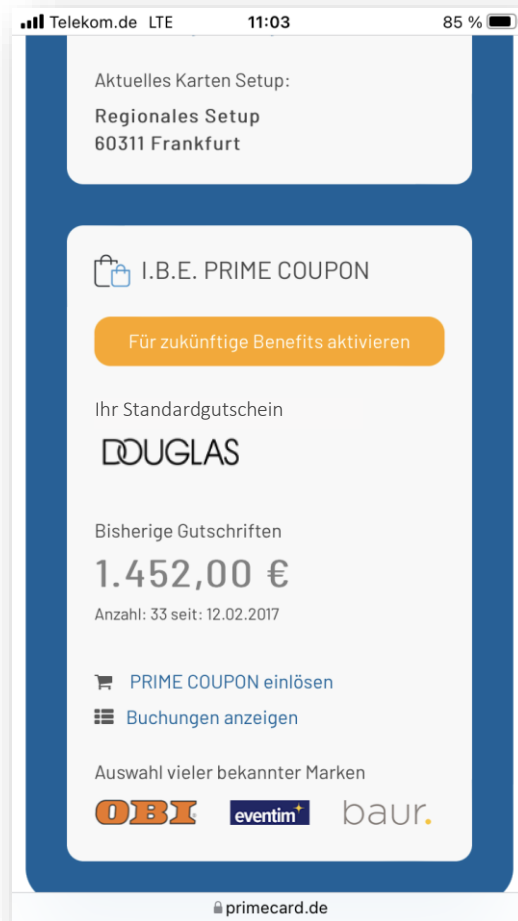 Telekom.de LTE 11:03 85 %
Aktuelles Karten Setup:
Regionales Setup
60311 Frankfurt
I.B.E. PRIME COUPON
Für zukünftige Benefits aktivieren
Ihr Standardgutschein
DOUGLAS
Bisherige Gutschriften
1.452,00 €
Anzahl: 33 seit: 12.02.2017
PRIME COUPON einlösen
Buchungen anzeigen
Auswahl vieler bekannter Marken
OBI eventim baur.
primecard.de